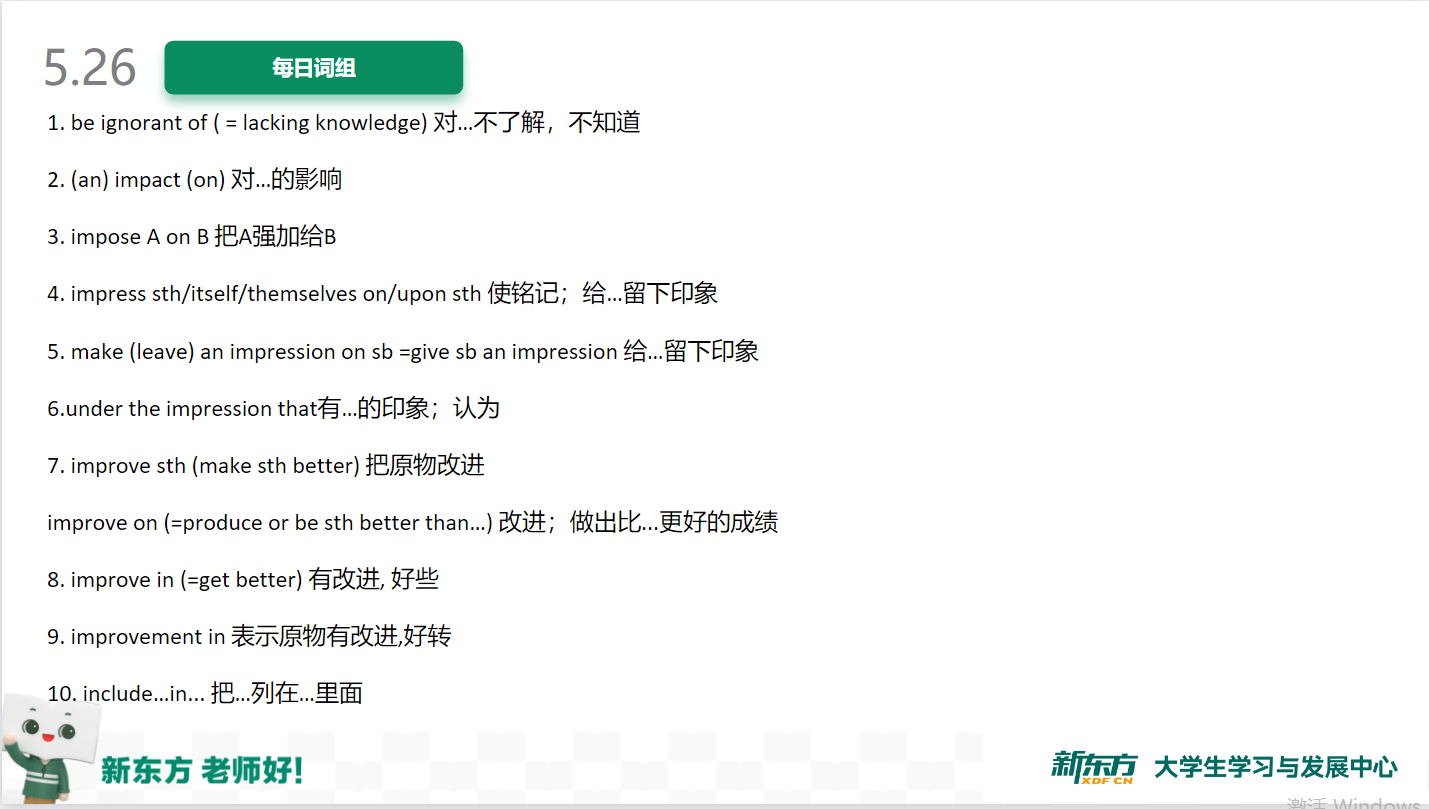 5.26
每日词组
1. be ignorant of ( = lacking knowledge) 对...不了解，不知道
2. (an) impact (on) 对...的影响
3. impose A on B 把A强加给B
4. impress sth/itself/themselves on/upon sth 使铭记；给...留下印象
5. make (leave) an impression on sb =give sb an impression 给...留下印象
6.under the impression that有...的印象；认为
7. improve sth (make sth better) 把原物改进
improve on (=produce or be sth better than...) 改进；做出比...更好的成绩
8. improve in (=get better) 有改进, 好些
9. improvement in 表示原物有改进,好转
10. include...in... 把...列在...里面
新东方 老师好!
新东方 XDF.CN 大学生学习与发展中心
激活 Windows